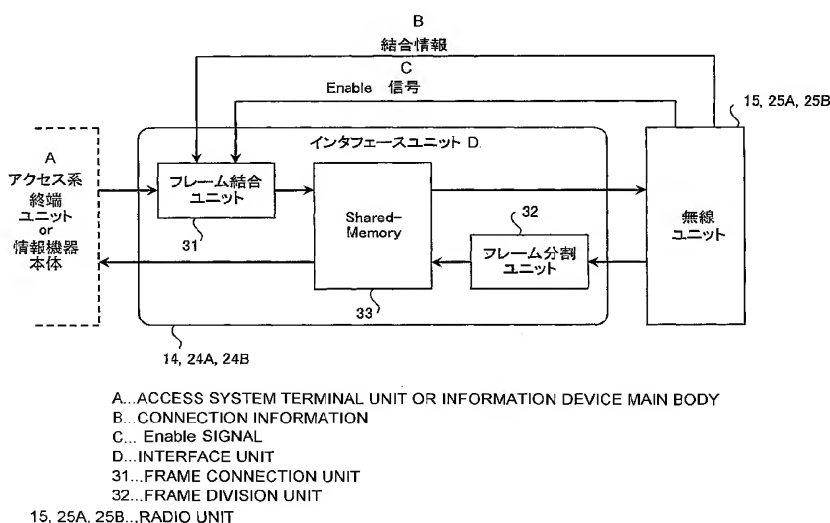 B
結合情報
C
Enable 信号
15, 25A, 25B
インタフェースユニット D.
A
アクセス系
終端
ユニット
or
情報機器
本体
フレーム結合
ユニット
31
Shared-
Memory
33
32
フレーム分割
ユニット
無線
ユニット
14, 24A, 24B
A...ACCESS SYSTEM TERMINAL UNIT OR INFORMATION DEVICE MAIN BODY
B...CONNECTION INFORMATION
C... Enable SIGNAL
D...INTERFACE UNIT
31...FRAME CONNECTION UNIT
32...FRAME DIVISION UNIT
15, 25A, 25B...RADIO UNIT